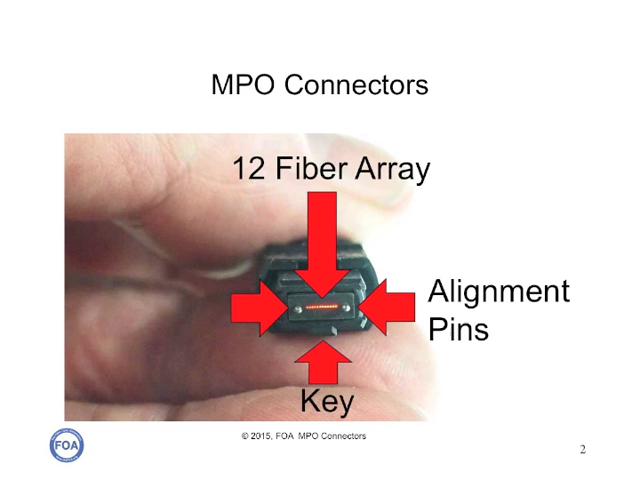 MPO Connectors
12 Fiber Array
Alignment
Pins
Key
© 2015, FOA MPO Connectors
FOA
2